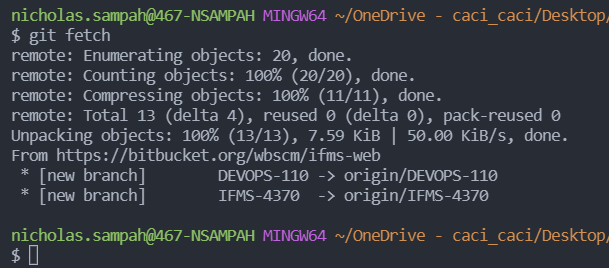 nicholas.sampah@467-NSAMPAH MINGW64 ~/OneDrive - caci_caci/Desktop/
$ git fetch
remote: Enumerating objects: 20, done.
remote: Counting objects: 100% (20/20), done.
remote: Compressing objects: 100% (11/11), done.
remote: Total 13 (delta 4), reused 0 (delta 0), pack-reused 0
Unpacking objects: 100% (13/13), 7.59 KiB | 50.00 KiB/s, done.
From https://bitbucket.org/wbscm/ifms-web
 * [new branch]        DEVOPS-110 -> origin/DEVOPS-110
 * [new branch]        IFMS-4370  -> origin/IFMS-4370
nicholas.sampah@467-NSAMPAH MINGW64 ~/OneDrive - caci_caci/Desktop/
$